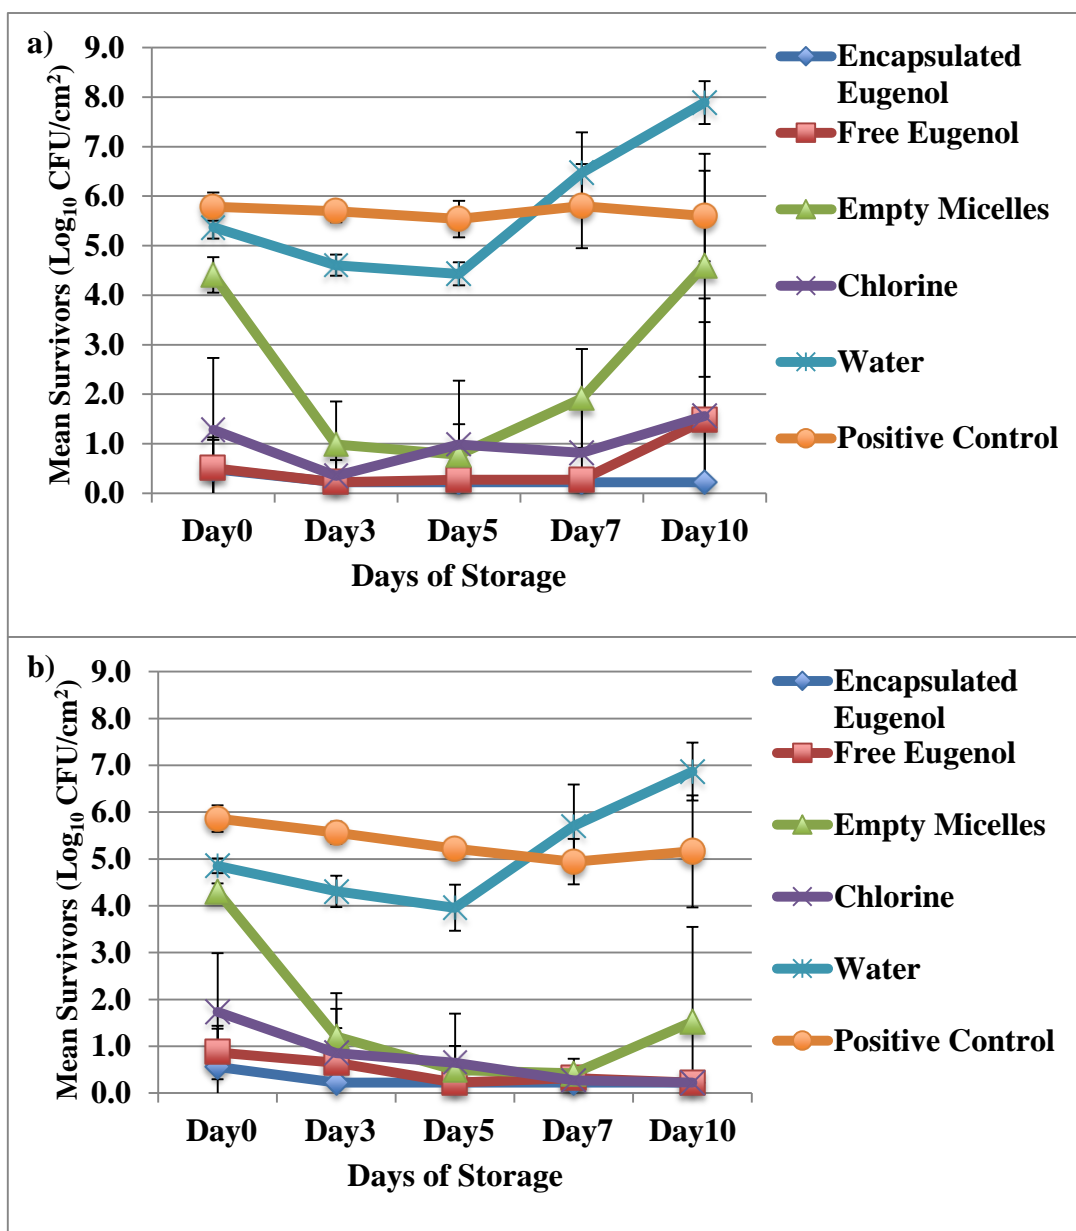 a)
Mean Survivors (Log10 CFU/cm2)
9.0
8.0
7.0
6.0
5.0
4.0
3.0
2.0
1.0
0.0
Day0 Day3 Day5 Day7 Day10
Days of Storage
Encapsulated
Eugenol
Free Eugenol
Empty Micelles
Chlorine
Water
Positive Control
b)
Mean Survivors (Log10 CFU/cm2)
9.0
8.0
7.0
6.0
5.0
4.0
3.0
2.0
1.0
0.0
Day0 Day3 Day5 Day7 Day10
Days of Storage
Encapsulated
Eugenol
Free Eugenol
Empty Micelles
Chlorine
Water
Positive Control